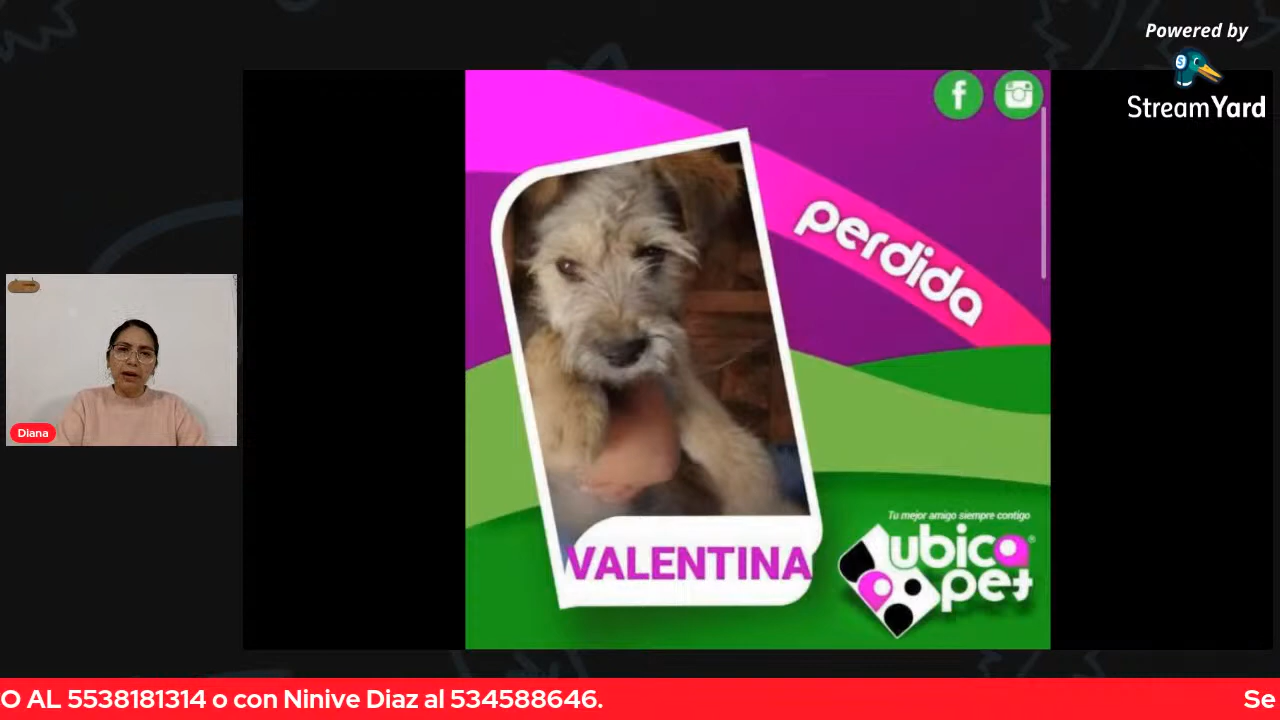 Powered by
StreamYard
perdida
Diana
Tu mejor amigo siempre contigo
ubica®
pet
VALENTINA
O AL 5538181314 o con Ninive Diaz al 534588646.
Se